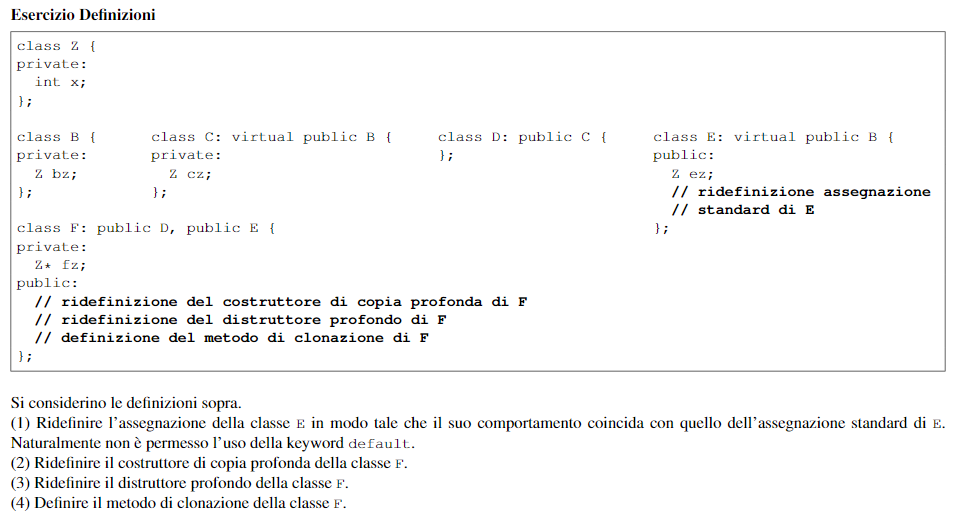 Esercizio Definizioni
class Z {
private:
  int x;
};
class B {
private:
  Z bz;
};
class C: virtual public B {
private:
  Z cz;
};
class D: public C {
};
class E: virtual public B {
public:
  Z ez;
  // ridefinizione assegnazione
  // standard di E
};
class F: public D, public E {
private:
  Z* fz;
public:
  // ridefinizione del costruttore di copia profonda di F
  // ridefinizione del distruttore profondo di F
  // definizione del metodo di clonazione di F
};
Si considerino le definizioni sopra.
(1) Ridefinire l'assegnazione della classe E in modo tale che il suo comportamento coincida con quello dell'assegnazione standard di E.
Naturalmente non è permesso l'uso della keyword default.
(2) Ridefinire il costruttore di copia profonda della classe F.
(3) Ridefinire il distruttore profondo della classe F.
(4) Definire il metodo di clonazione della classe F.